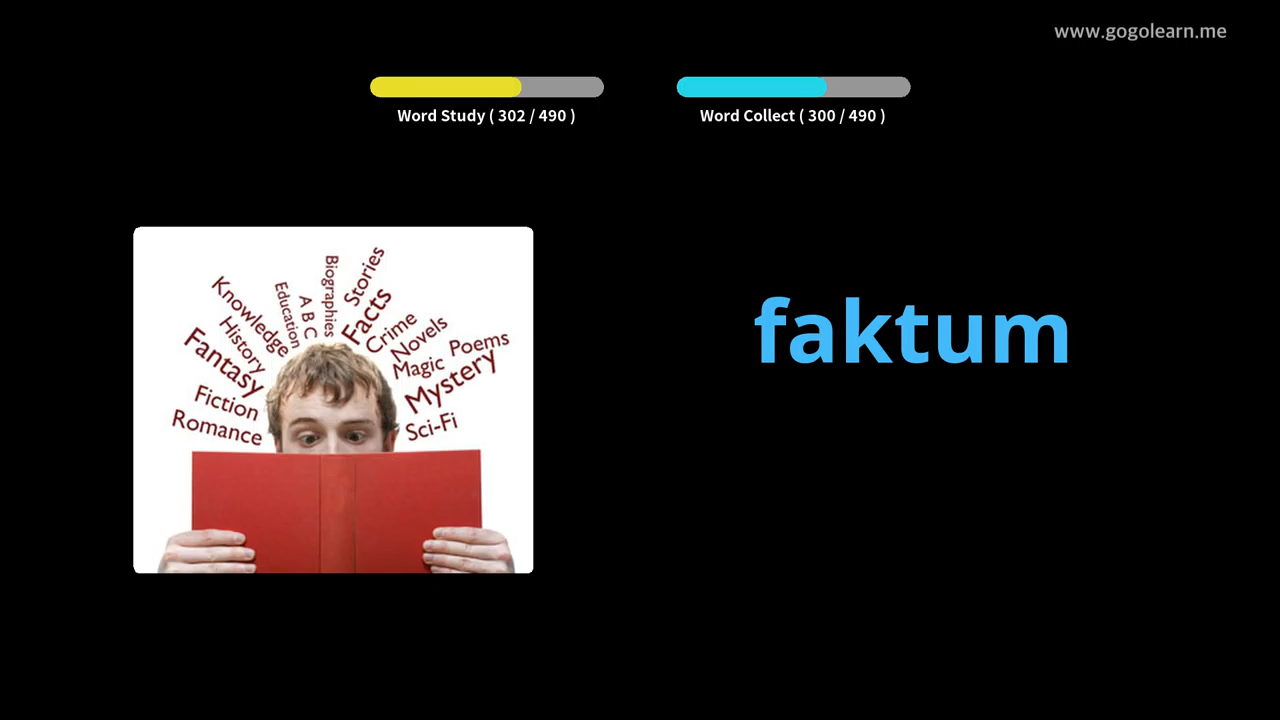 www.gogolearn.me
Word Study ( 302 / 490 )
Word Collect ( 300 / 490 )
faktum
Biographies
Stories
Education
A B C
Facts
Knowledge
History
Crime
Novels
Poems
Magic
Mystery
Fantasy
Fiction
Romance
Sci-Fi